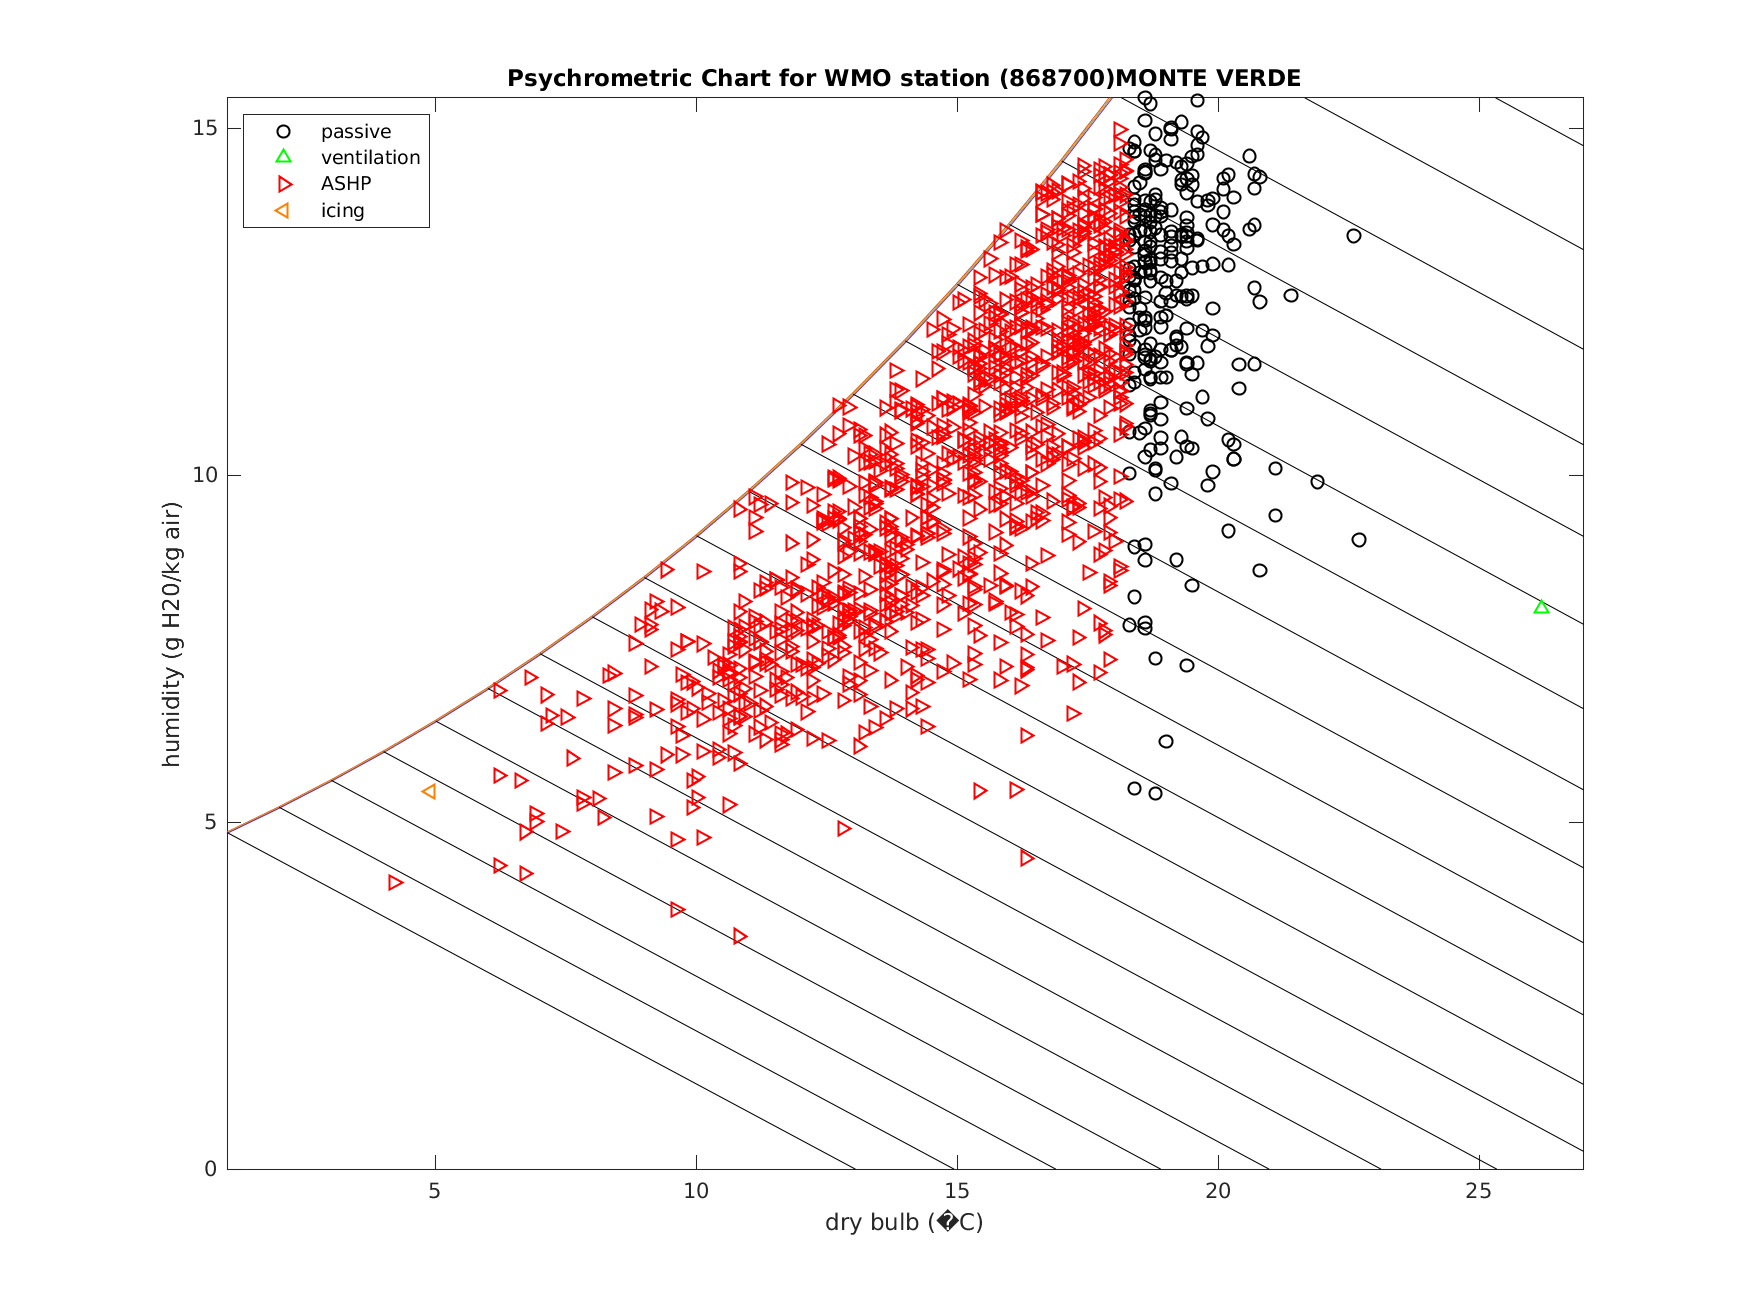 Psychrometric Chart for WMO station (868700)MONTE VERDE
passive
ventilation
ASHP
icing
15
10
5
0
humidity (g H20/kg air)
5
10
15
20
25
dry bulb (�C)